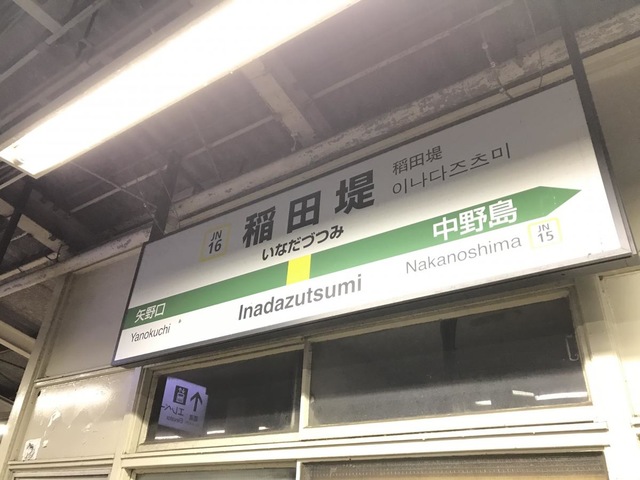 JN
16
稲田堤
稲田堤
이나다즈츠미
いなだづつみ
中野島
JN
15
Nakanoshima
矢野口
Yanokuchi
Inadazutsumi